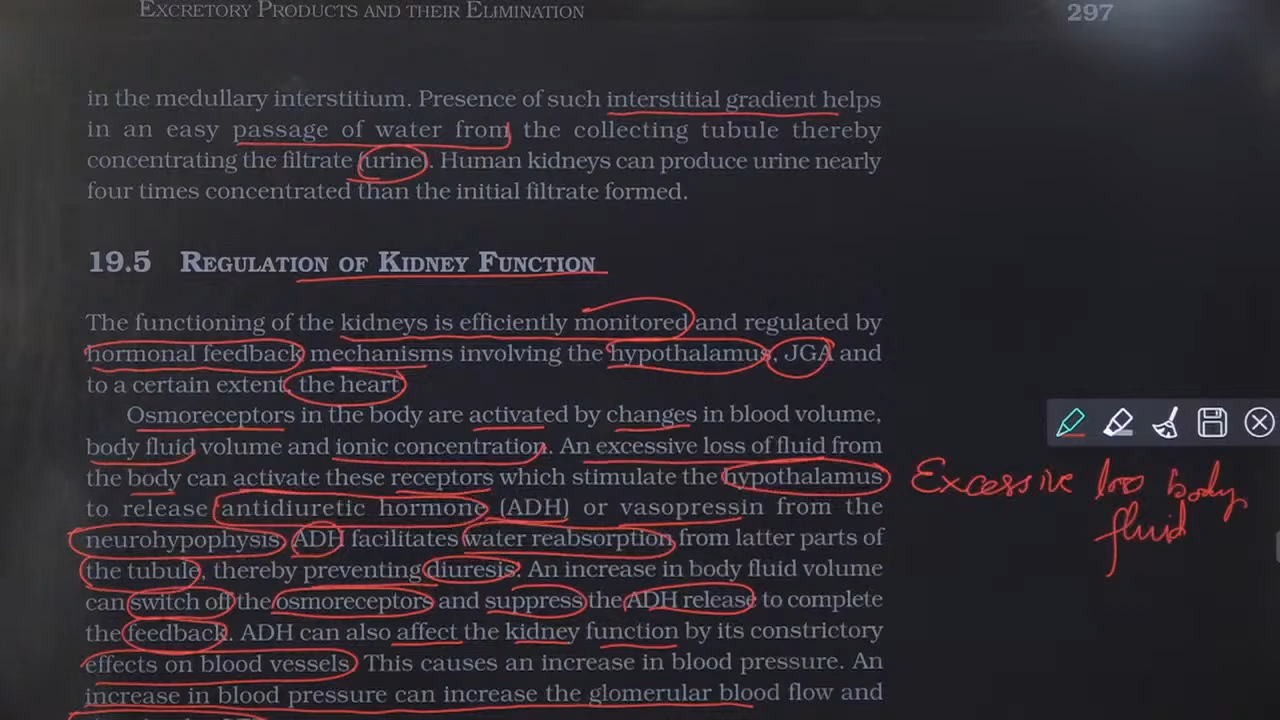 EXCRETORY PRODUCTS AND THEIR ELIMINATION 297
in the medullary interstitium. Presence of such interstitial gradient helps
in an easy passage of water from the collecting tubule thereby
concentrating the filtrate (urine). Human kidneys can produce urine nearly
four times concentrated than the initial filtrate formed.
19.5 REGULATION OF KIDNEY FUNCTION
The functioning of the kidneys is efficiently monitored and regulated by
hormonal feedback mechanisms involving the hypothalamus, JGA and
to a certain extent, the heart.
Osmoreceptors in the body are activated by changes in blood volume,
body fluid volume and ionic concentration. An excessive loss of fluid from
the body can activate these receptors which stimulate the hypothalamus
to release antidiuretic hormone (ADH) or vasopressin from the
neurohypophysis. ADH facilitates water reabsorption from latter parts of
the tubule, thereby preventing diuresis. An increase in body fluid volume
can switch off the osmoreceptors and suppress the ADH release to complete
the feedback. ADH can also affect the kidney function by its constrictory
effects on blood vessels. This causes an increase in blood pressure. An
increase in blood pressure can increase the glomerular blood flow and
Excessive loss body
fluid